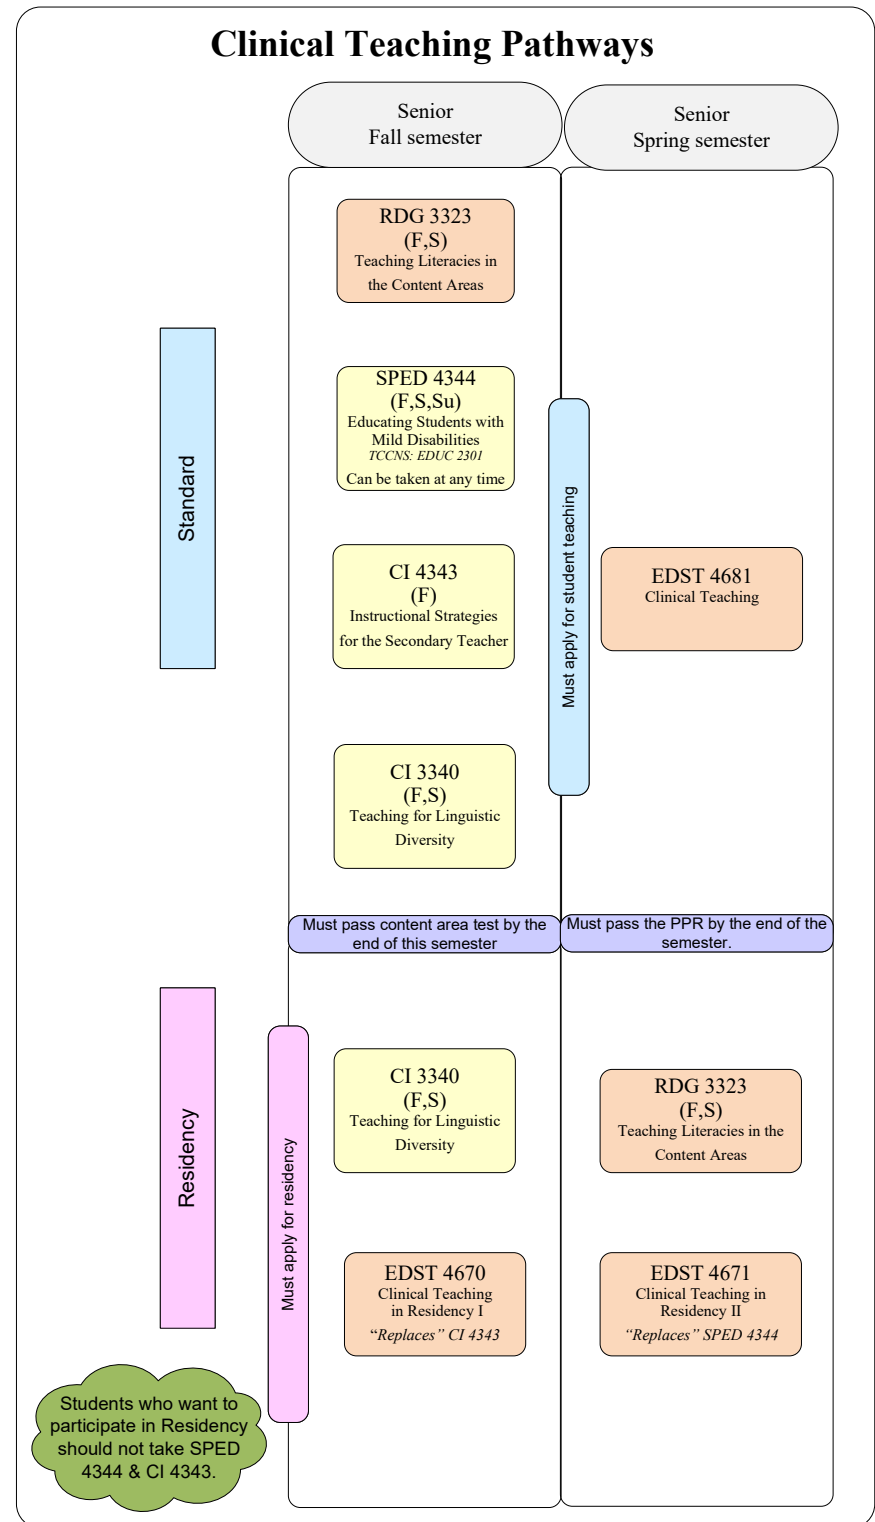 Clinical Teaching Pathways
Senior
Fall semester
Senior
Spring semester
RDG 3323
(F,S)
Teaching Literacies in
the Content Areas
Standard
SPED 4344
(F,S,Su)
Educating Students with
Mild Disabilities
TCCNS: EDUC 2301
Can be taken at any time
CI 4343
(F)
Instructional Strategies
for the Secondary Teacher
CI 3340
(F,S)
Teaching for Linguistic
Diversity
Must apply for student teaching
EDST 4681
Clinical Teaching
Must pass content area test by the
end of this semester
Must pass the PPR by the end of the
semester.
Residency
Must apply for residency
CI 3340
(F,S)
Teaching for Linguistic
Diversity
RDG 3323
(F,S)
Teaching Literacies in the
Content Areas
EDST 4670
Clinical Teaching
in Residency I
“Replaces” CI 4343
EDST 4671
Clinical Teaching in
Residency II
“Replaces” SPED 4344
Students who want to
participate in Residency
should not take SPED
4344 & CI 4343.